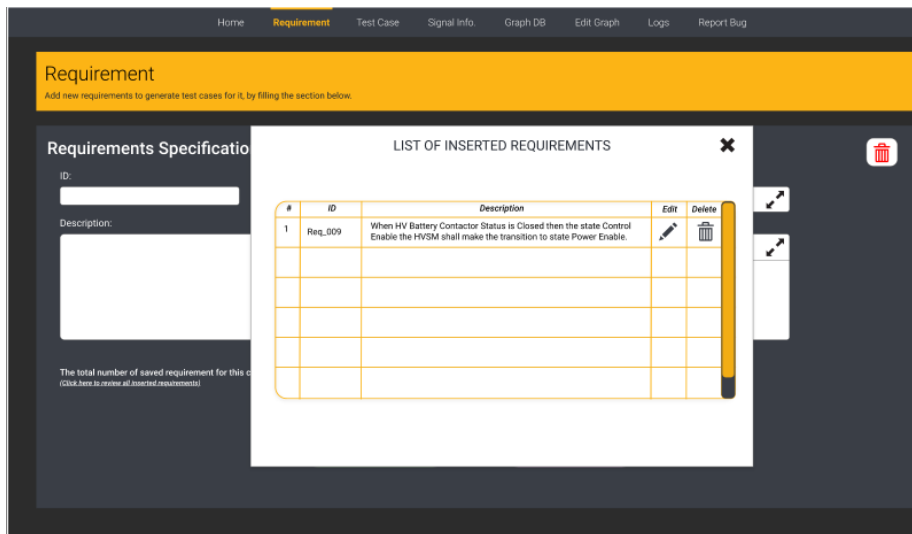 Home Requirement Test Case Signal Info. Graph DB Edit Graph Logs Report Bug
Requirement
Add new requirements to generate test cases for it, by filling the section below.
Requirements Specificatio
ID:
Description:
The total number of saved requirement for this c
(Click here to review all inserted requirements)
LIST OF INSERTED REQUIREMENTS
# ID Description Edit Delete
1 Req_009 When HV Battery Contactor Status is Closed then the state Control
Enable the HVSM shall make the transition to state Power Enable.